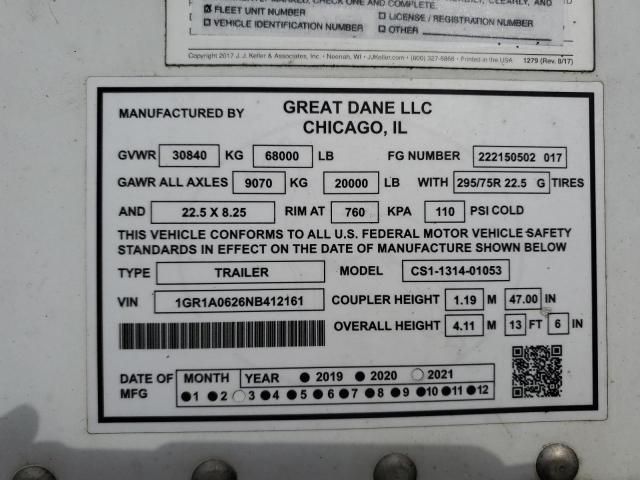 FLEET UNIT NUMBER
LICENSE / REGISTRATION NUMBER
VEHICLE IDENTIFICATION NUMBER
OTHER
Copyright 2017 J. J. Keller & Associates, Inc. • Neenah, WI • JJKeller.com • (800) 327-6868 • Printed in the USA 1279 (Rev. 8/17)
MANUFACTURED BY GREAT DANE LLC
CHICAGO, IL
GVWR 30840 KG 68000 LB FG NUMBER 222150502 017
GAWR ALL AXLES 9070 KG 20000 LB WITH 295/75R 22.5 G TIRES
AND 22.5 X 8.25 RIM AT 760 KPA 110 PSI COLD
THIS VEHICLE CONFORMS TO ALL U.S. FEDERAL MOTOR VEHICLE SAFETY
STANDARDS IN EFFECT ON THE DATE OF MANUFACTURE SHOWN BELOW
TYPE TRAILER MODEL CS1-1314-01053
VIN 1GR1A0626NB412161 COUPLER HEIGHT 1.19 M 47.00 IN
OVERALL HEIGHT 4.11 M 13 FT 6 IN
DATE OF MFG MONTH YEAR 2019 2020 2021
1 2 3 4 5 6 7 8 9 10 11 12